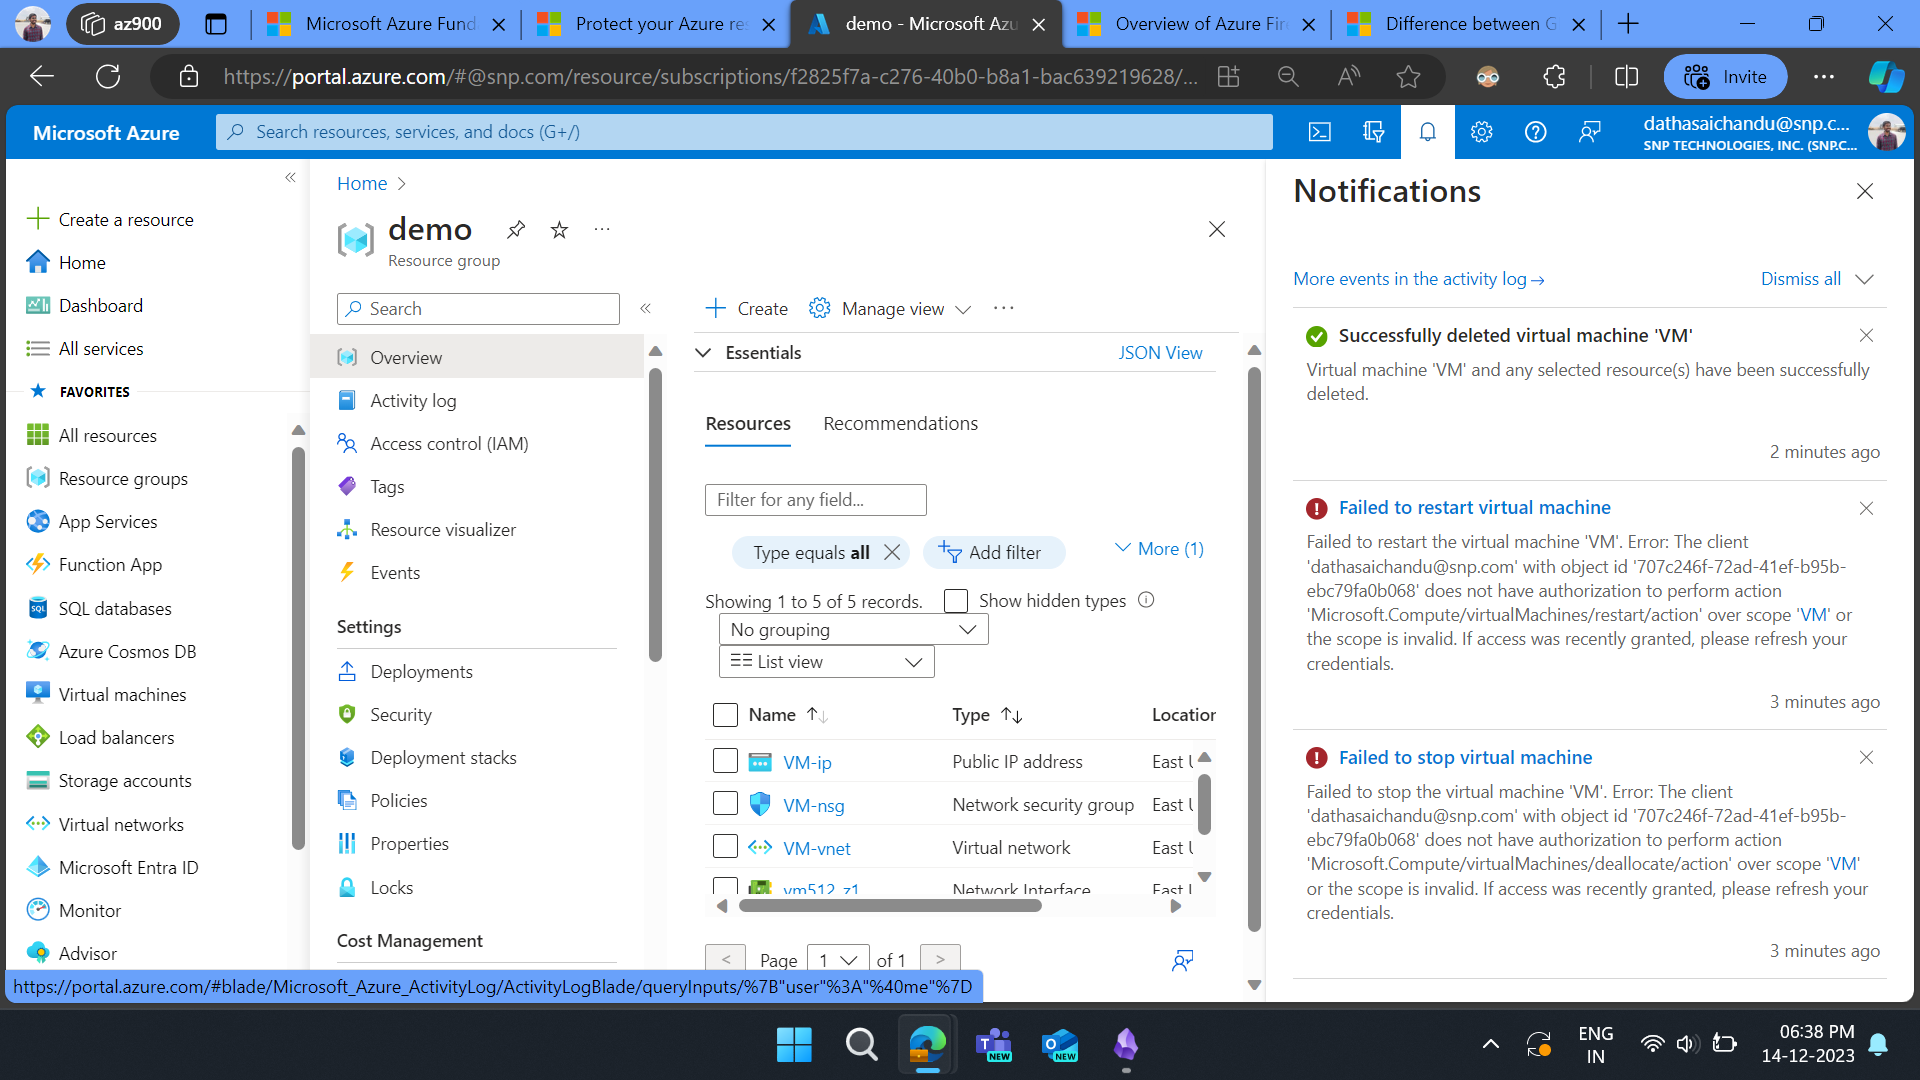 az900
Microsoft Azure Fund
Protect your Azure res
demo - Microsoft Azu
Overview of Azure Fire
Difference between G
https://portal.azure.com/#@snp.com/resource/subscriptions/f2825f7a-c276-40b0-b8a1-bac639219628/...
Invite
Microsoft Azure
Search resources, services, and docs (G+/)
dathasaichandu@snp.c...
SNP TECHNOLOGIES, INC. (SNP.C...
Create a resource
Home
Dashboard
All services
FAVORITES
All resources
Resource groups
App Services
Function App
SQL databases
Azure Cosmos DB
Virtual machines
Load balancers
Storage accounts
Virtual networks
Microsoft Entra ID
Monitor
Advisor
Home
demo
Resource group
Search
Overview
Activity log
Access control (IAM)
Tags
Resource visualizer
Events
Settings
Deployments
Security
Deployment stacks
Policies
Properties
Locks
Cost Management
Create
Manage view
Essentials
JSON View
Resources
Recommendations
Filter for any field...
Type equals all
Add filter
More (1)
Showing 1 to 5 of 5 records.
Show hidden types
No grouping
List view
Name
Type
Location
VM-ip
Public IP address
East U
VM-nsg
Network security group
East U
VM-vnet
Virtual network
East U
vm512_z1
Network Interface
East U
< Page 1 of 1 >
Notifications
More events in the activity log →
Dismiss all
Successfully deleted virtual machine 'VM'
Virtual machine 'VM' and any selected resource(s) have been successfully
deleted.
2 minutes ago
Failed to restart virtual machine
Failed to restart the virtual machine 'VM'. Error: The client
'dathasaichandu@snp.com' with object id '707c246f-72ad-41ef-b95b-
ebc79fa0b068' does not have authorization to perform action
'Microsoft.Compute/virtualMachines/restart/action' over scope 'VM' or
the scope is invalid. If access was recently granted, please refresh your
credentials.
3 minutes ago
Failed to stop virtual machine
Failed to stop the virtual machine 'VM'. Error: The client
'dathasaichandu@snp.com' with object id '707c246f-72ad-41ef-b95b-
ebc79fa0b068' does not have authorization to perform action
'Microsoft.Compute/virtualMachines/deallocate/action' over scope 'VM'
or the scope is invalid. If access was recently granted, please refresh your
credentials.
3 minutes ago
https://portal.azure.com/#blade/Microsoft_Azure_ActivityLog/ActivityLogBlade/queryInputs/%7B"user"%3A"%40me"%7D
NEW
NEW
ENG
IN
06:38 PM
14-12-2023